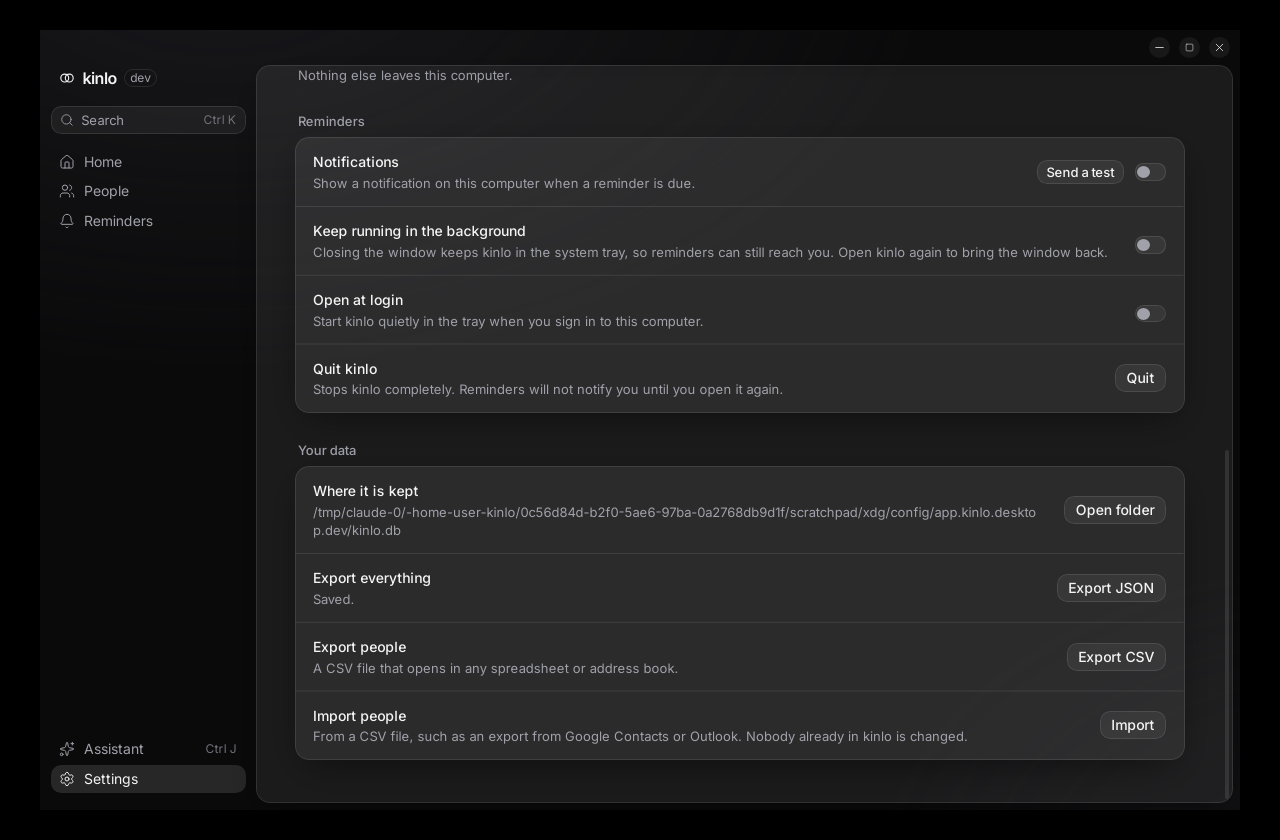 kinlo dev
Search Ctrl K
Home
People
Reminders
Assistant Ctrl J
Settings
Nothing else leaves this computer.
Reminders
Notifications
Show a notification on this computer when a reminder is due.
Send a test
Keep running in the background
Closing the window keeps kinlo in the system tray, so reminders can still reach you. Open kinlo again to bring the window back.
Open at login
Start kinlo quietly in the tray when you sign in to this computer.
Quit kinlo
Stops kinlo completely. Reminders will not notify you until you open it again.
Quit
Your data
Where it is kept
/tmp/claude-0/-home-user-kinlo/0c56d84d-b2f0-5ae6-97ba-0a2768db9d1f/scratchpad/xdg/config/app.kinlo.deskto
p.dev/kinlo.db
Open folder
Export everything
Saved.
Export JSON
Export people
A CSV file that opens in any spreadsheet or address book.
Export CSV
Import people
From a CSV file, such as an export from Google Contacts or Outlook. Nobody already in kinlo is changed.
Import